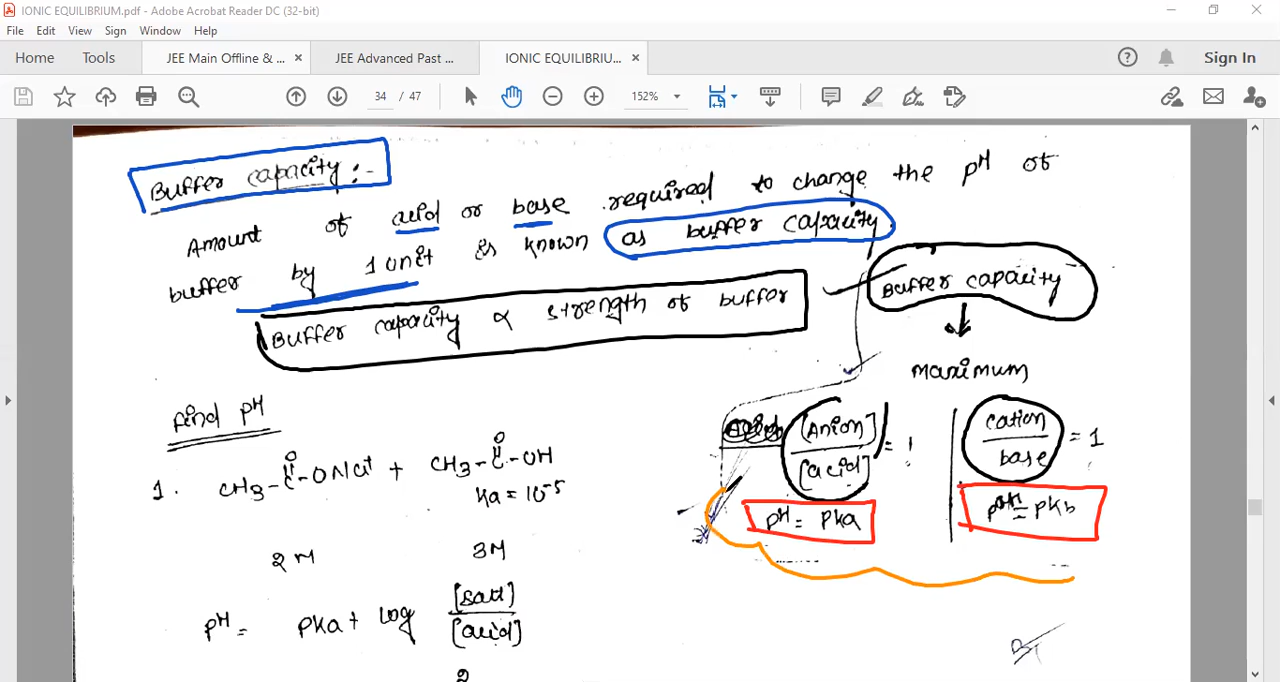 IONIC EQUILIBRIUM.pdf - Adobe Acrobat Reader DC (32-bit)
File Edit View Sign Window Help
Home Tools JEE Main Offline & ... × JEE Advanced Past ... IONIC EQUILIBRIU... × Sign In
34 / 47 152%
Buffer capacity :-
Amount of acid or base required to change the pH of
buffer by 1 unit is known as buffer capacity
Buffer capacity ∝ strength of buffer
Buffer capacity
↓
maximum
[Anion]/[acid] = 1
cation/base = 1
pH = Pka
pOH = Pkb
Find pH
1. CH3-C(=O)-ONa+ + CH3-C(=O)-OH
Ka = 10-5
2M 3M
pH = Pka + log [salt]/[acid]
2